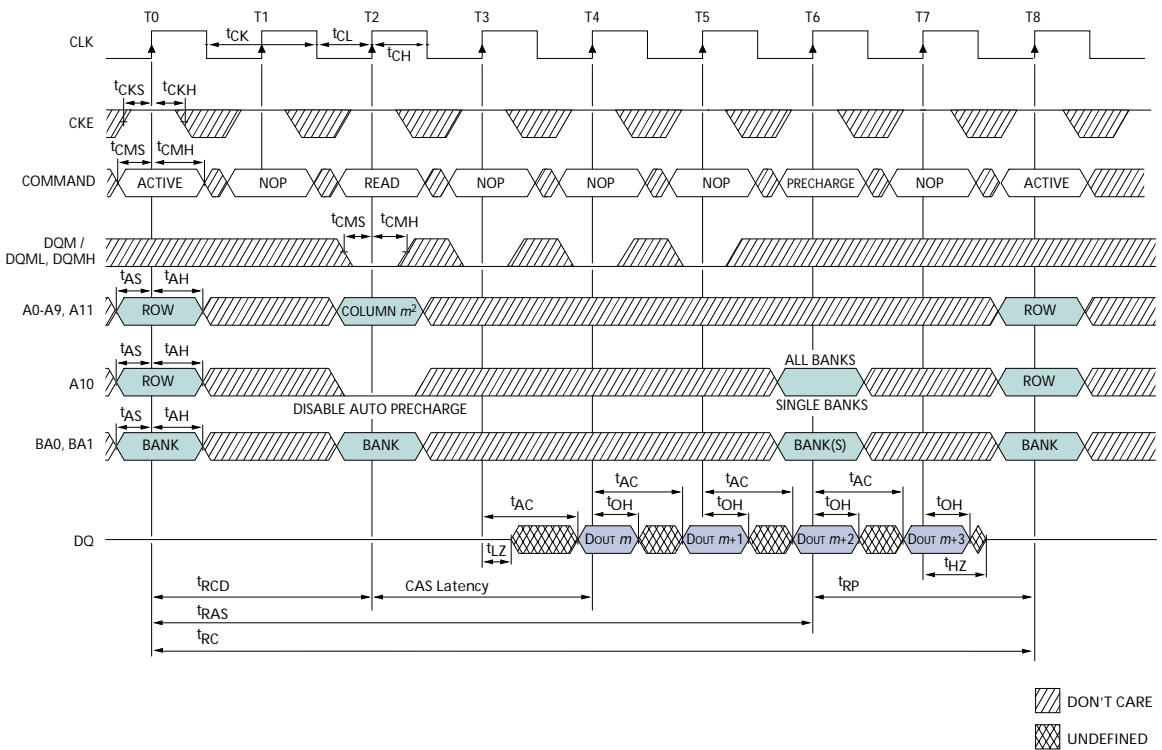 T0 T1 T2 T3 T4 T5 T6 T7 T8
CLK tCK tCL tCH
tCKS tCKH
CKE
tCMS tCMH
COMMAND ACTIVE NOP READ NOP NOP NOP PRECHARGE NOP ACTIVE
tCMS tCMH
DQM /
DQML, DQMH
tAS tAH
A0-A9, A11 ROW COLUMN m2 ROW
tAS tAH ALL BANKS
A10 ROW ROW
DISABLE AUTO PRECHARGE SINGLE BANKS
tAS tAH
BA0, BA1 BANK BANK BANK(S) BANK
tAC tAC tAC tAC
tOH tOH tOH tOH
DQ DOUT m DOUT m+1 DOUT m+2 DOUT m+3
tLZ tHZ
tRCD CAS Latency tRP
tRAS
tRC
DON'T CARE
UNDEFINED